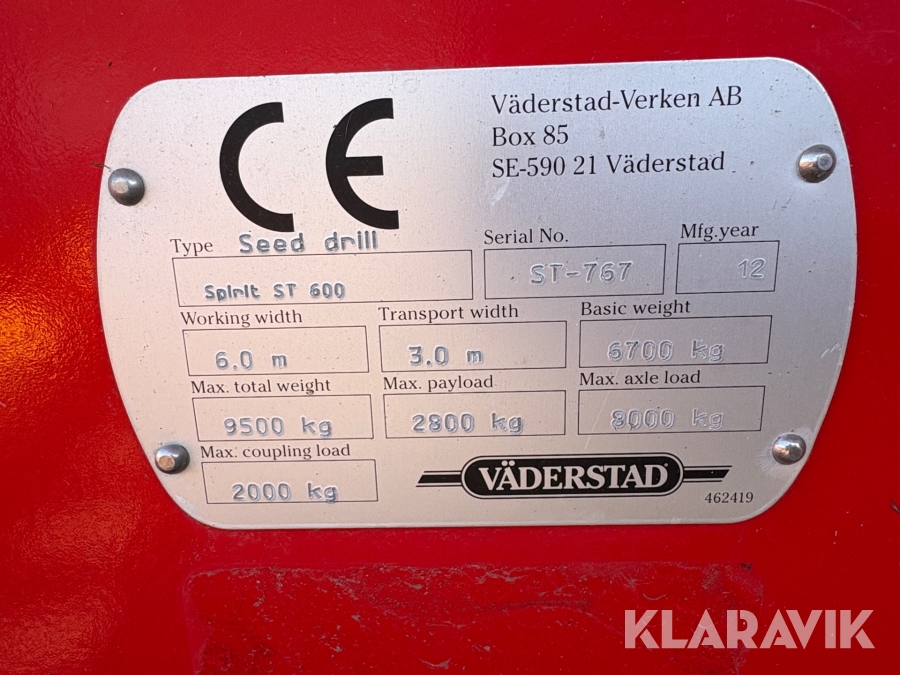 CE
Väderstad-Verken AB
Box 85
SE-590 21 Väderstad
Type Seed drill
Spirit ST 600
Serial No.
ST-767
Mfg.year
12
Working width
6.0 m
Transport width
3.0 m
Basic weight
6700 kg
Max. total weight
9500 kg
Max. payload
2800 kg
Max. axle load
8000 kg
Max. coupling load
2000 kg
VÄDERSTAD
462419
KLARAVIK